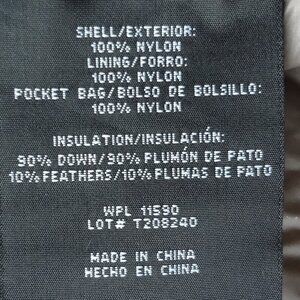 SHELL/EXTERIOR:
100% NYLON
LINING/FORRO:
100% NYLON
POCKET BAG/BOLSO DE BOLSILLO:
100% NYLON
INSULATION/INSULACIÓN:
90% DOWN/90% PLUMÓN DE PATO
10% FEATHERS/10% PLUMAS DE PATO
WPL 11590
LOT# T208240
MADE IN CHINA
HECHO EN CHINA